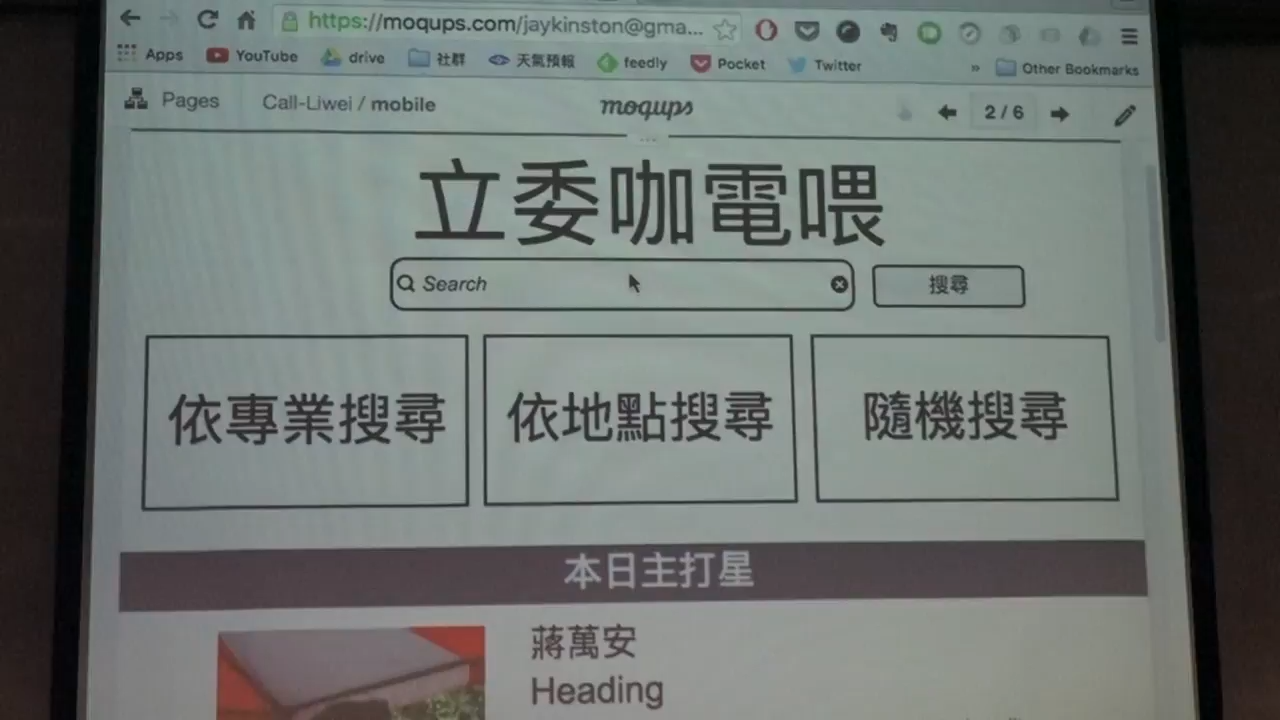 https://moqups.com/jaykinston@gma...
Apps YouTube drive 社群 天氣預報 feedly Pocket Twitter » Other Bookmarks
Pages Call-Liwei / mobile moqups 2 / 6
立委咖電喂
Search 搜尋
依專業搜尋 依地點搜尋 隨機搜尋
本日主打星
蔣萬安
Heading